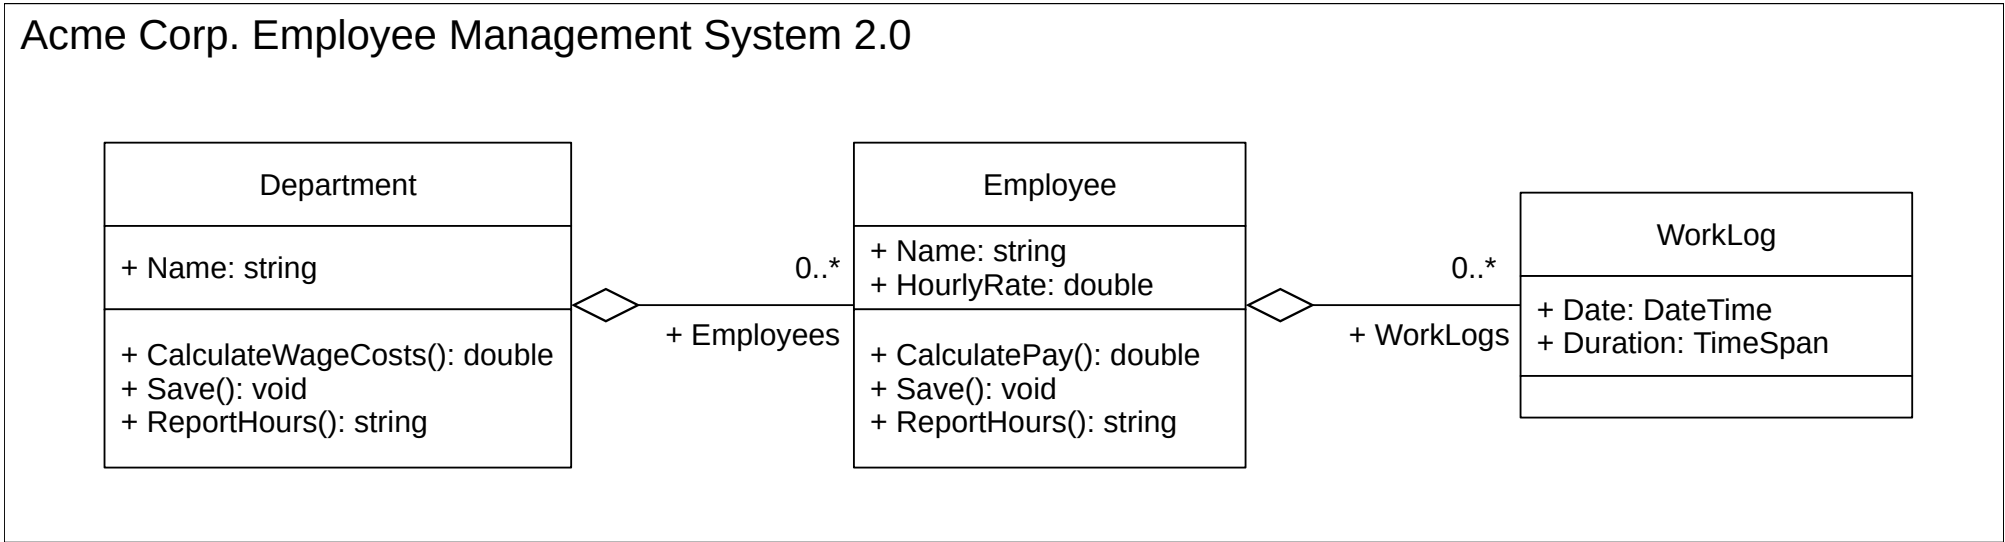 Acme Corp. Employee Management System 2.0
Department
+ Name: string
+ CalculateWageCosts(): double
+ Save(): void
+ ReportHours(): string
0..*
+ Employees
Employee
+ Name: string
+ HourlyRate: double
+ CalculatePay(): double
+ Save(): void
+ ReportHours(): string
0..*
+ WorkLogs
WorkLog
+ Date: DateTime
+ Duration: TimeSpan